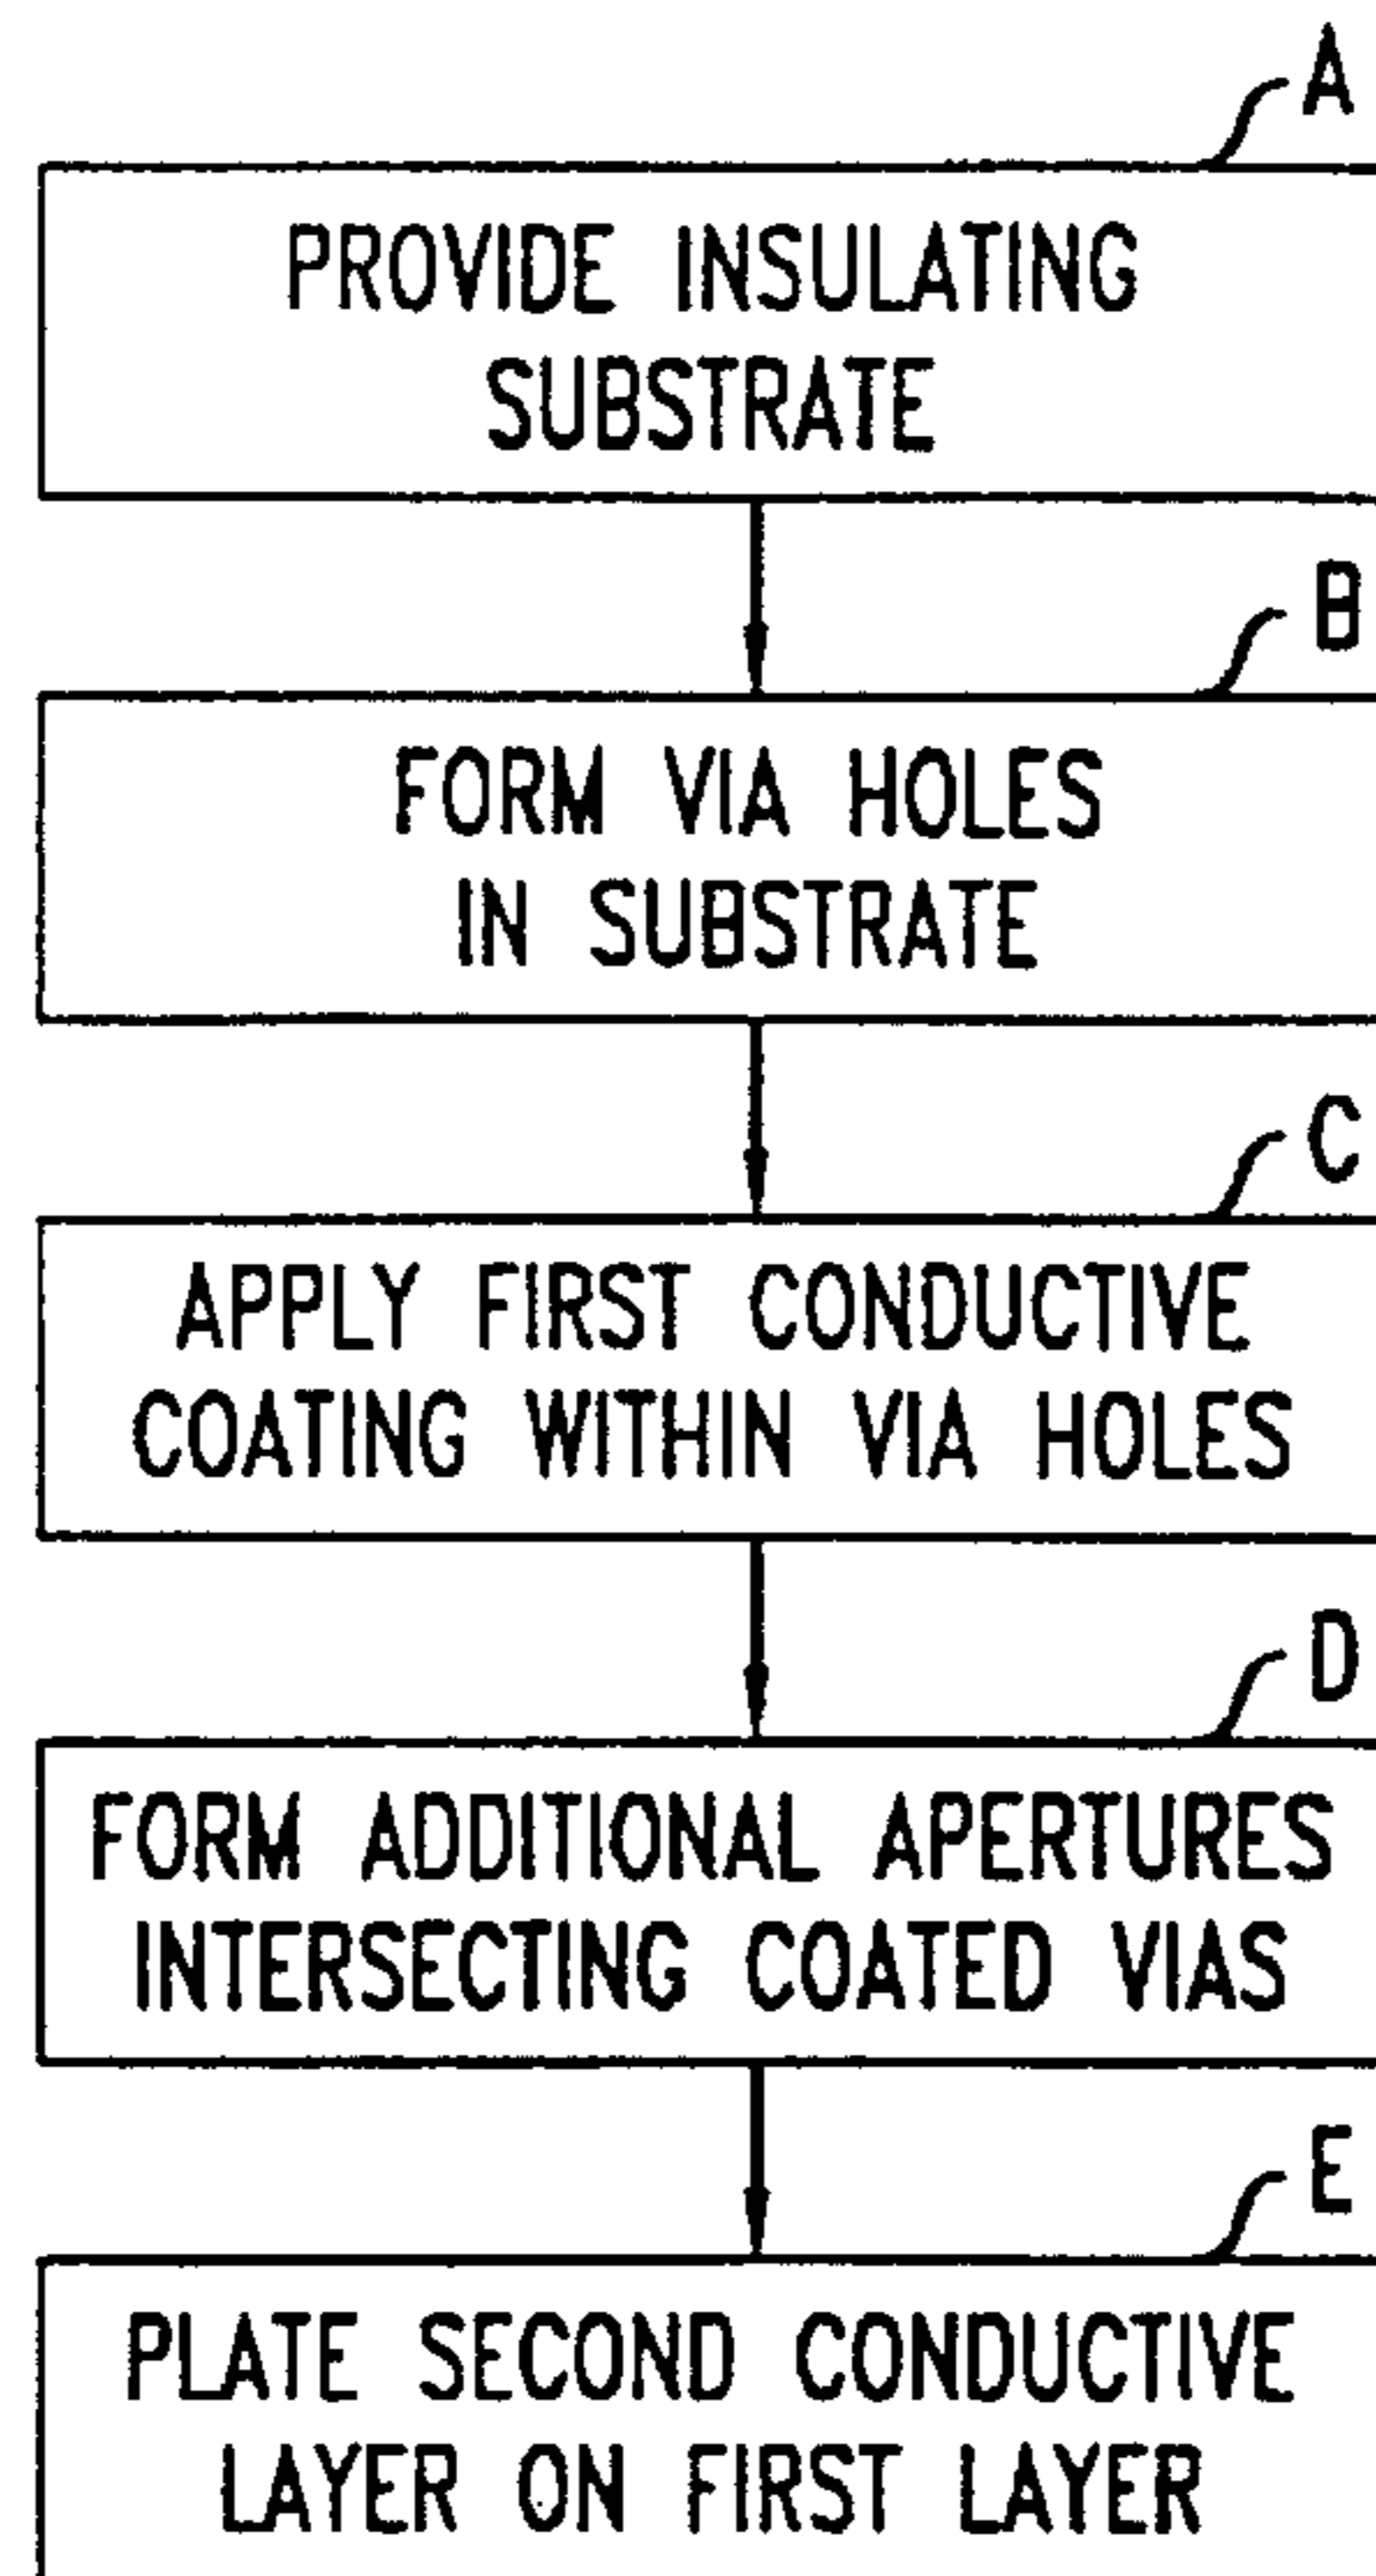 A
PROVIDE INSULATING
SUBSTRATE
B
FORM VIA HOLES
IN SUBSTRATE
C
APPLY FIRST CONDUCTIVE
COATING WITHIN VIA HOLES
D
FORM ADDITIONAL APERTURES
INTERSECTING COATED VIAS
E
PLATE SECOND CONDUCTIVE
LAYER ON FIRST LAYER